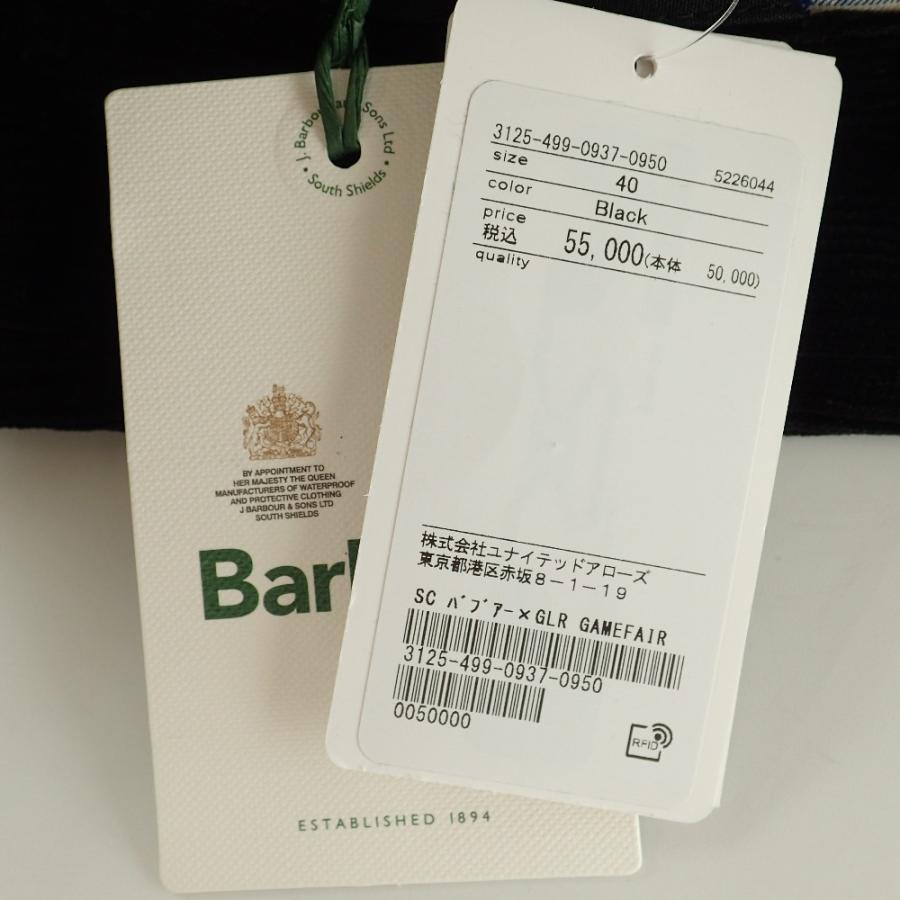 J. Barbour and Sons Ltd
• South Shields •
BY APPOINTMENT TO
HER MAJESTY THE QUEEN
MANUFACTURERS OF WATERPROOF
AND PROTECTIVE CLOTHING
J BARBOUR & SONS LTD
SOUTH SHIELDS
Barb
ESTABLISHED 1894
3125-499-0937-0950
5226044
size 40
color Black
price
税込 55,000(本体 50,000)
quality
株式会社ユナイテッドアローズ
東京都港区赤坂8-1-19
SC バブアー×GLR GAMEFAIR
3125-499-0937-0950
0050000
RFID